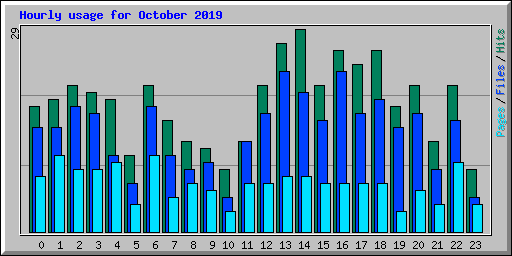 Hourly usage for October 2019
29
Pages/Files/Hits
0 1 2 3 4 5 6 7 8 9 10 11 12 13 14 15 16 17 18 19 20 21 22 23